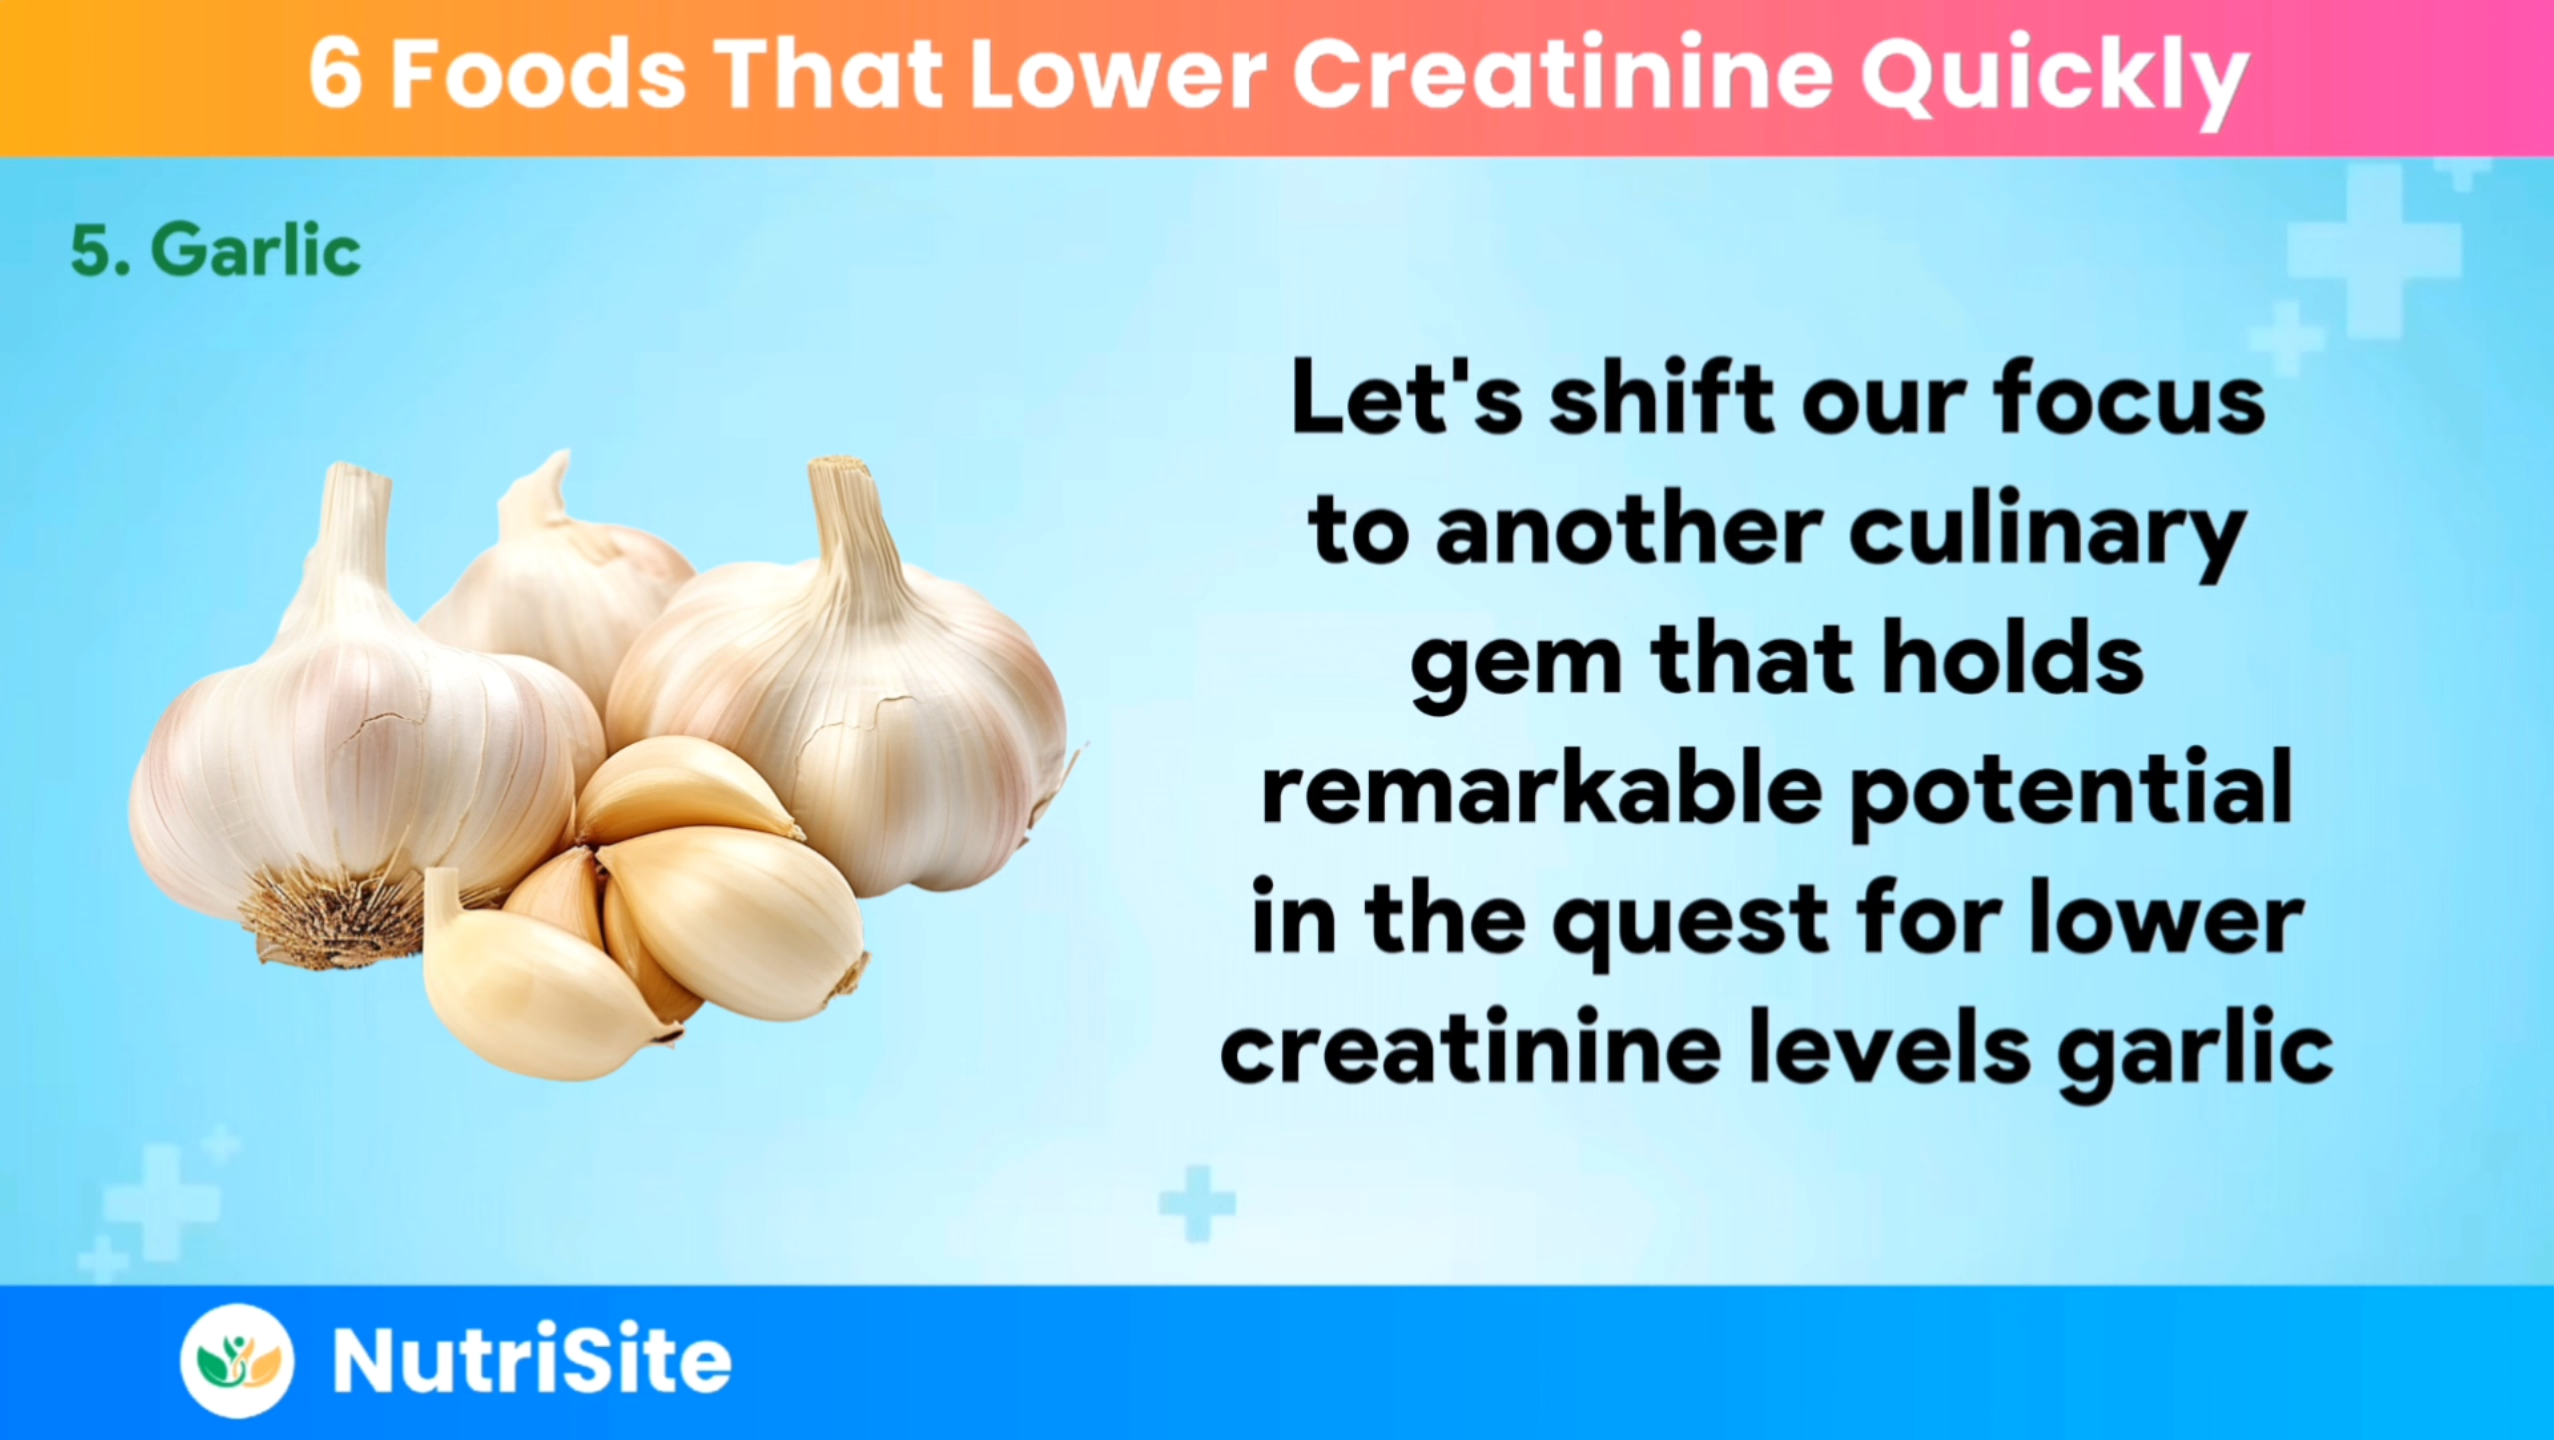 6 Foods That Lower Creatinine Quickly
5. Garlic
Let's shift our focus
to another culinary
gem that holds
remarkable potential
in the quest for lower
creatinine levels garlic
NutriSite